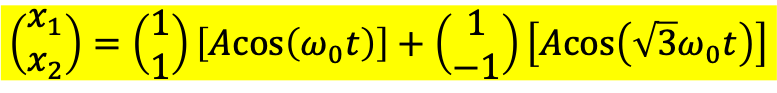 (x₁ x₂) = (1 1) [Acos(ω₀t)] + (1 −1) [Acos(√3ω₀t)]